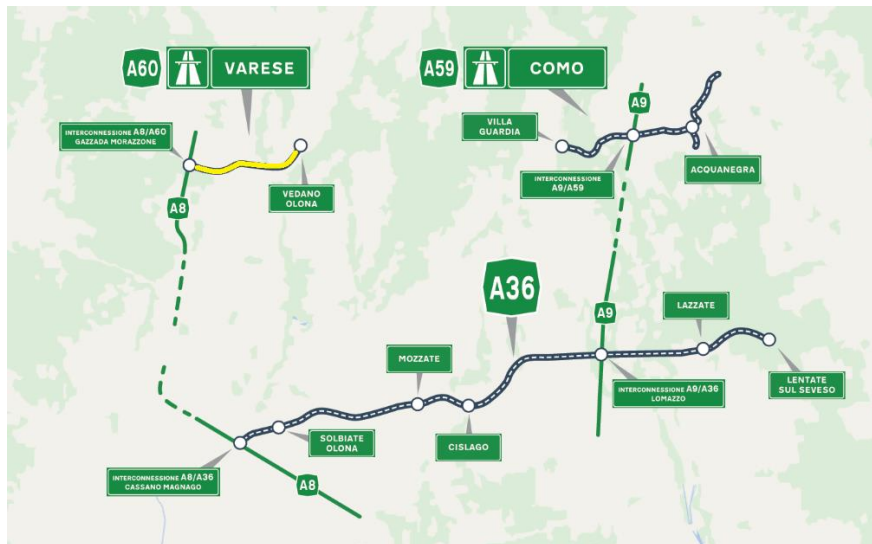 A60
VARESE
A59
COMO
A9
INTERCONNESSIONE A8/A60
GAZZADA MORAZZONE
VILLA
GUARDIA
ACQUANEGRA
INTERCONNESSIONE
A9/A59
VEDANO
OLONA
A8
A36
A9
LAZZATE
MOZZATE
LENTATE
SUL SEVESO
INTERCONNESSIONE A9/A36
LOMAZZO
SOLBIATE
OLONA
CISLAGO
INTERCONNESSIONE A8/A36
CASSANO MAGNAGO
A8